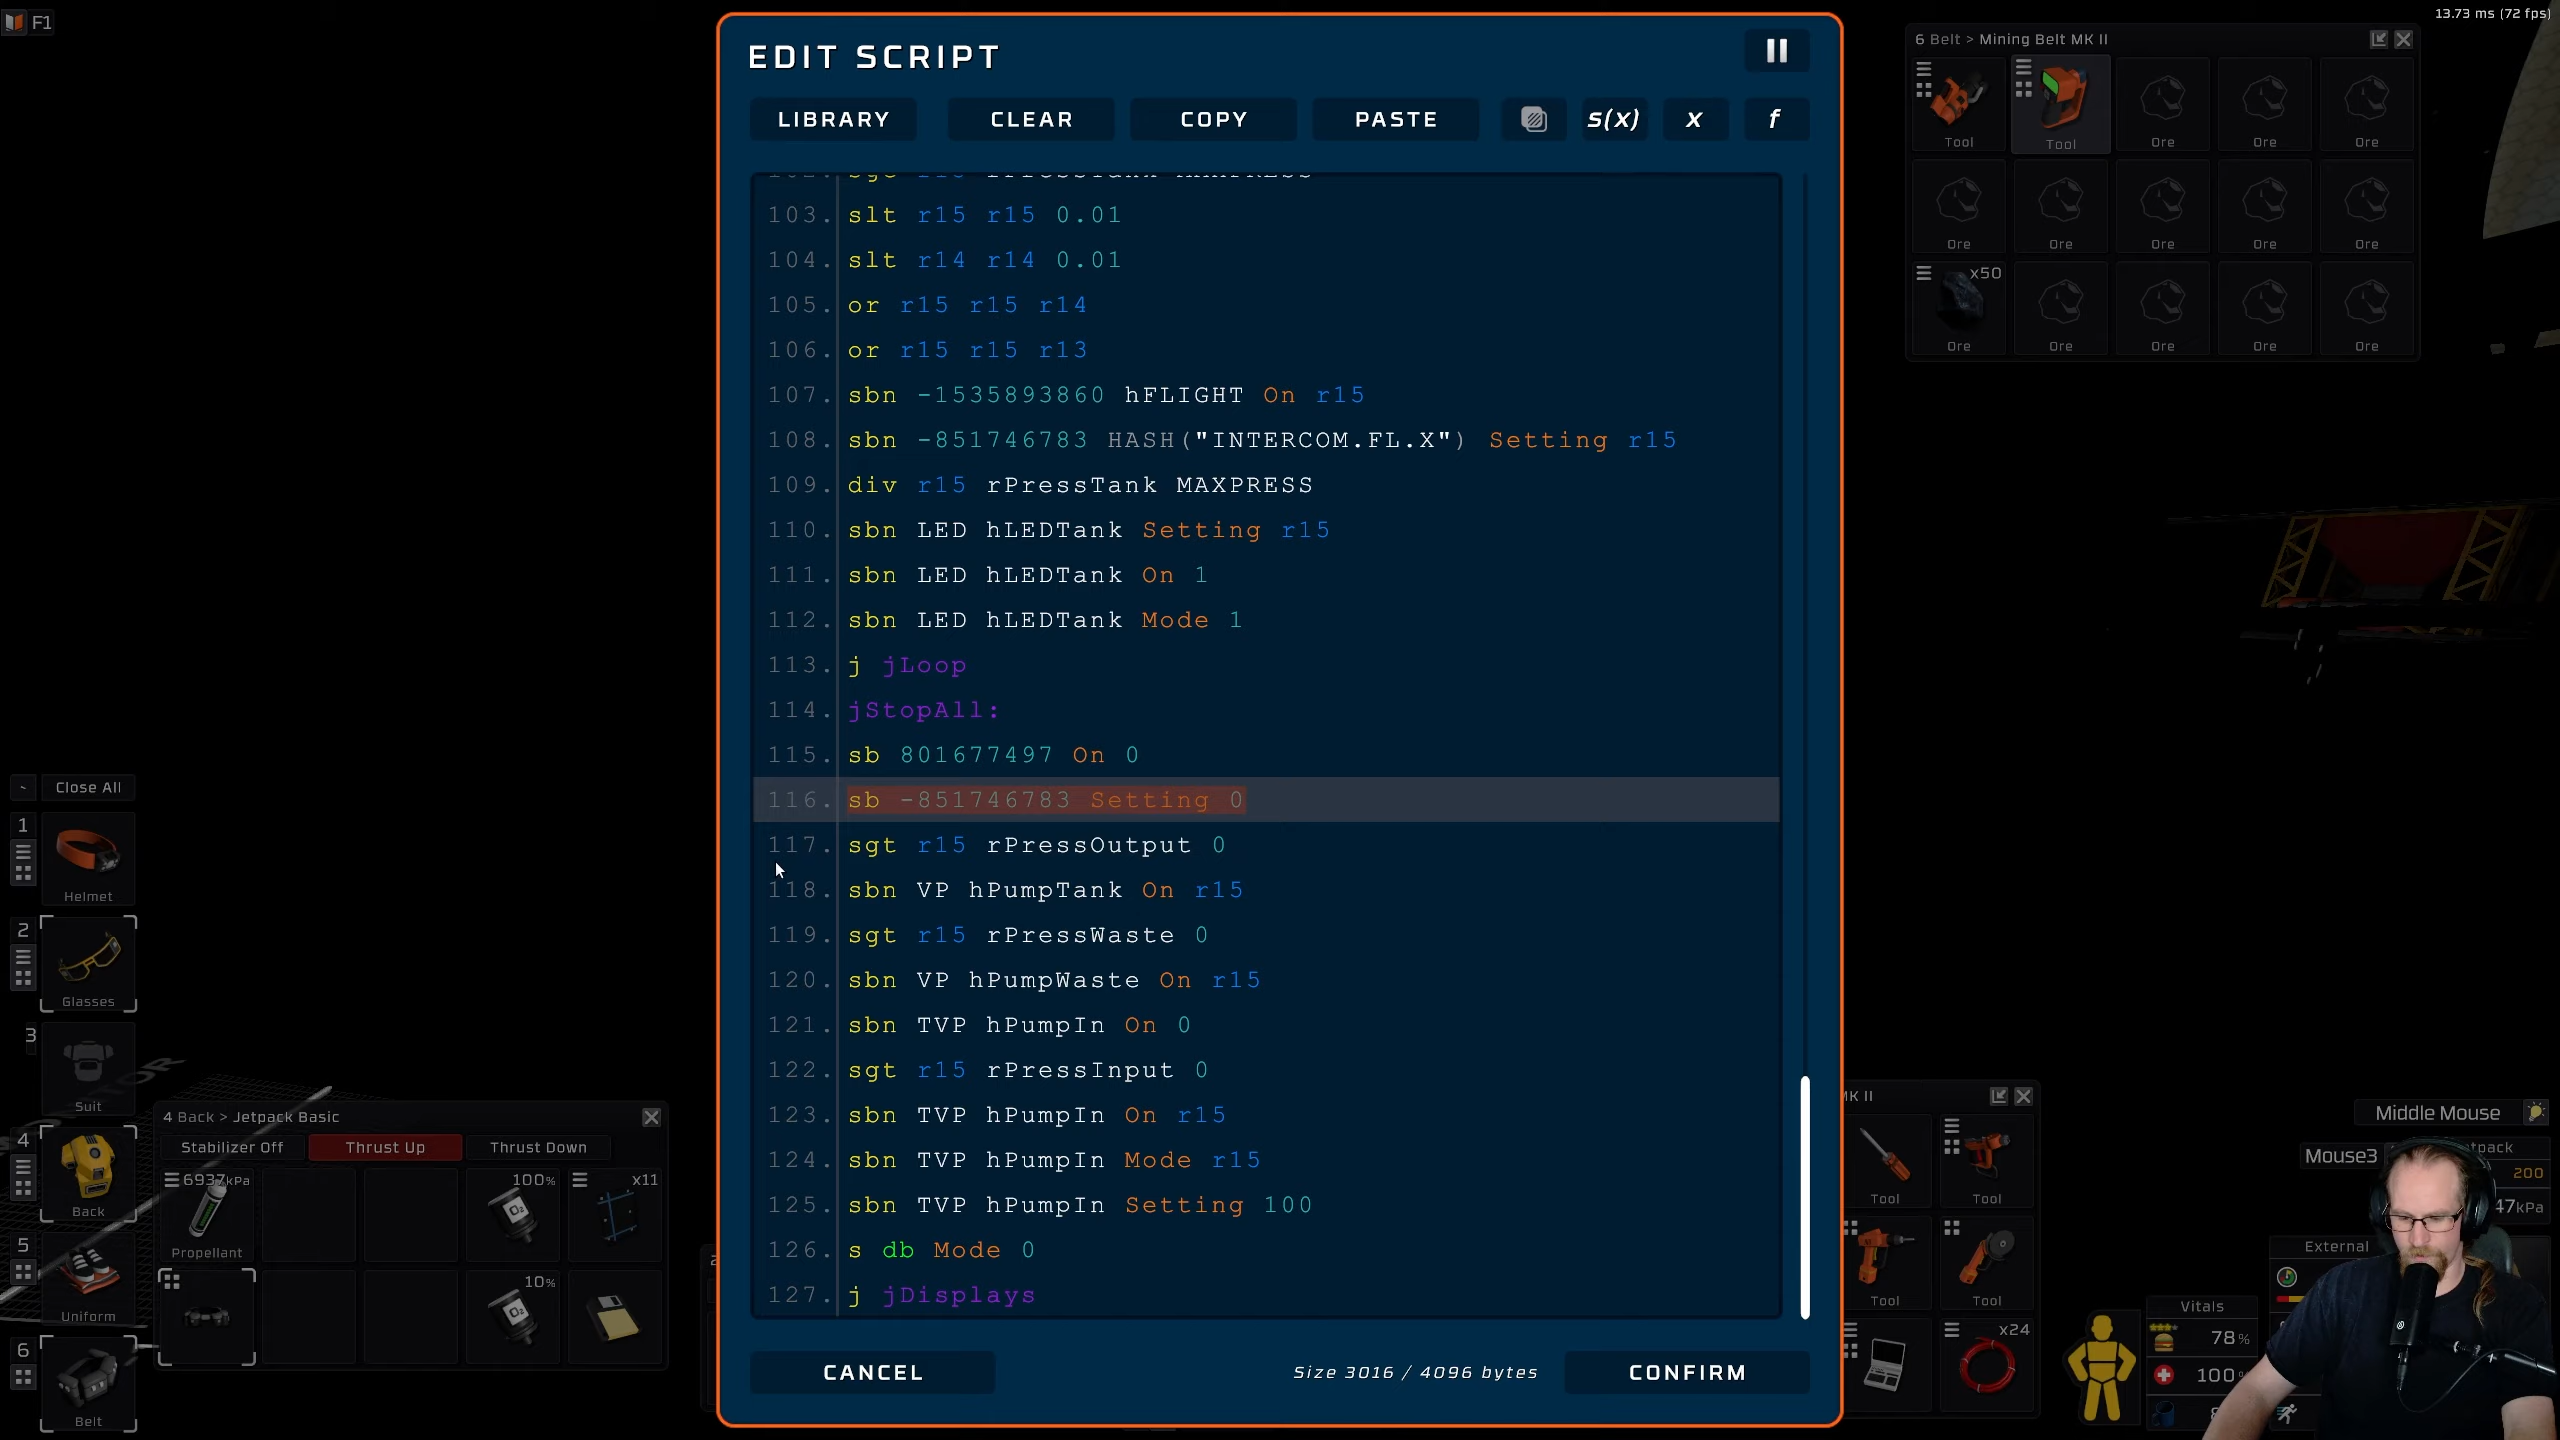 F1
13.73 ms (72 fps)
EDIT SCRIPT
LIBRARY CLEAR COPY PASTE s(x) x f
103. slt r15 r15 0.01
104. slt r14 r14 0.01
105. or r15 r15 r14
106. or r15 r15 r13
107. sbn -1535893860 hFLIGHT On r15
108. sbn -851746783 HASH("INTERCOM.FL.X") Setting r15
109. div r15 rPressTank MAXPRESS
110. sbn LED hLEDTank Setting r15
111. sbn LED hLEDTank On 1
112. sbn LED hLEDTank Mode 1
113. j jLoop
114. jStopAll:
115. sb 801677497 On 0
116. sb -851746783 Setting 0
117. sgt r15 rPressOutput 0
118. sbn VP hPumpTank On r15
119. sgt r15 rPressWaste 0
120. sbn VP hPumpWaste On r15
121. sbn TVP hPumpIn On 0
122. sgt r15 rPressInput 0
123. sbn TVP hPumpIn On r15
124. sbn TVP hPumpIn Mode r15
125. sbn TVP hPumpIn Setting 100
126. s db Mode 0
127. j jDisplays
CANCEL Size 3016 / 4096 bytes CONFIRM
6 Belt > Mining Belt MK II
Tool Tool Ore Ore Ore
Ore Ore Ore Ore Ore
x50
Ore Ore Ore Ore Ore
~ Close All
1
Helmet
2
Glasses
3
Suit
4
Back
5
Uniform
6
Belt
4 Back > Jetpack Basic
Stabilizer Off Thrust Up Thrust Down
6937kPa 100% x11
Propellant
10%
MK II
Tool Tool
Tool Tool
x24
Middle Mouse
Mouse3
200
47kPa
External
Vitals
78%
100